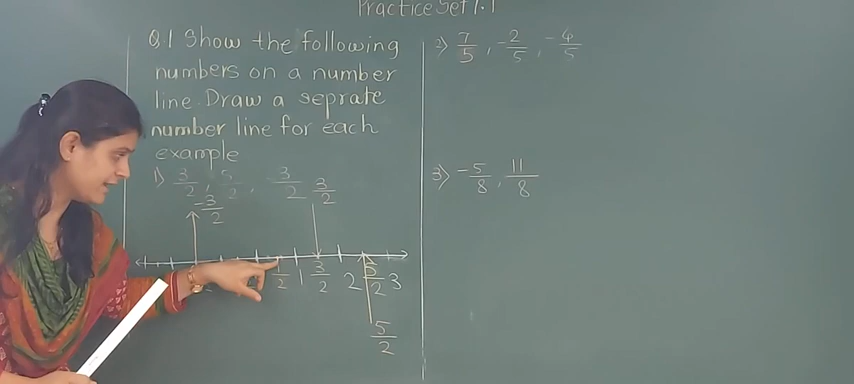 Practice Set 1.1
Q.1 Show the following
numbers on a number
line. Draw a seprate
number line for each
example
1) 3/2, 5/2, -3/2
3/2
-3/2
1/2 1 3/2 2 5/2 3
5/2
2) 7/5, -2/5, -4/5
3) -5/8, 11/8